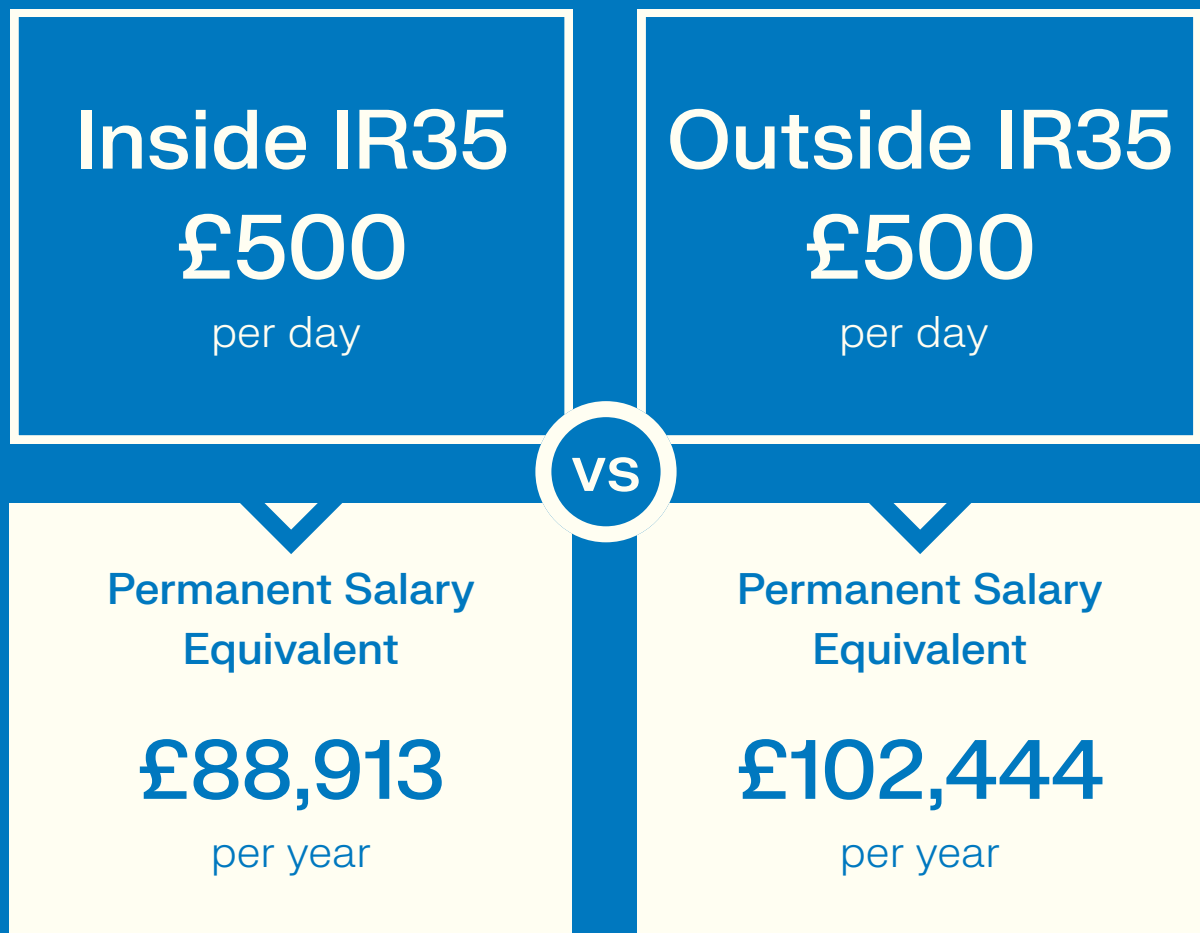 Inside IR35
£500
per day
Outside IR35
£500
per day
VS
Permanent Salary
Equivalent
£88,913
per year
Permanent Salary
Equivalent
£102,444
per year